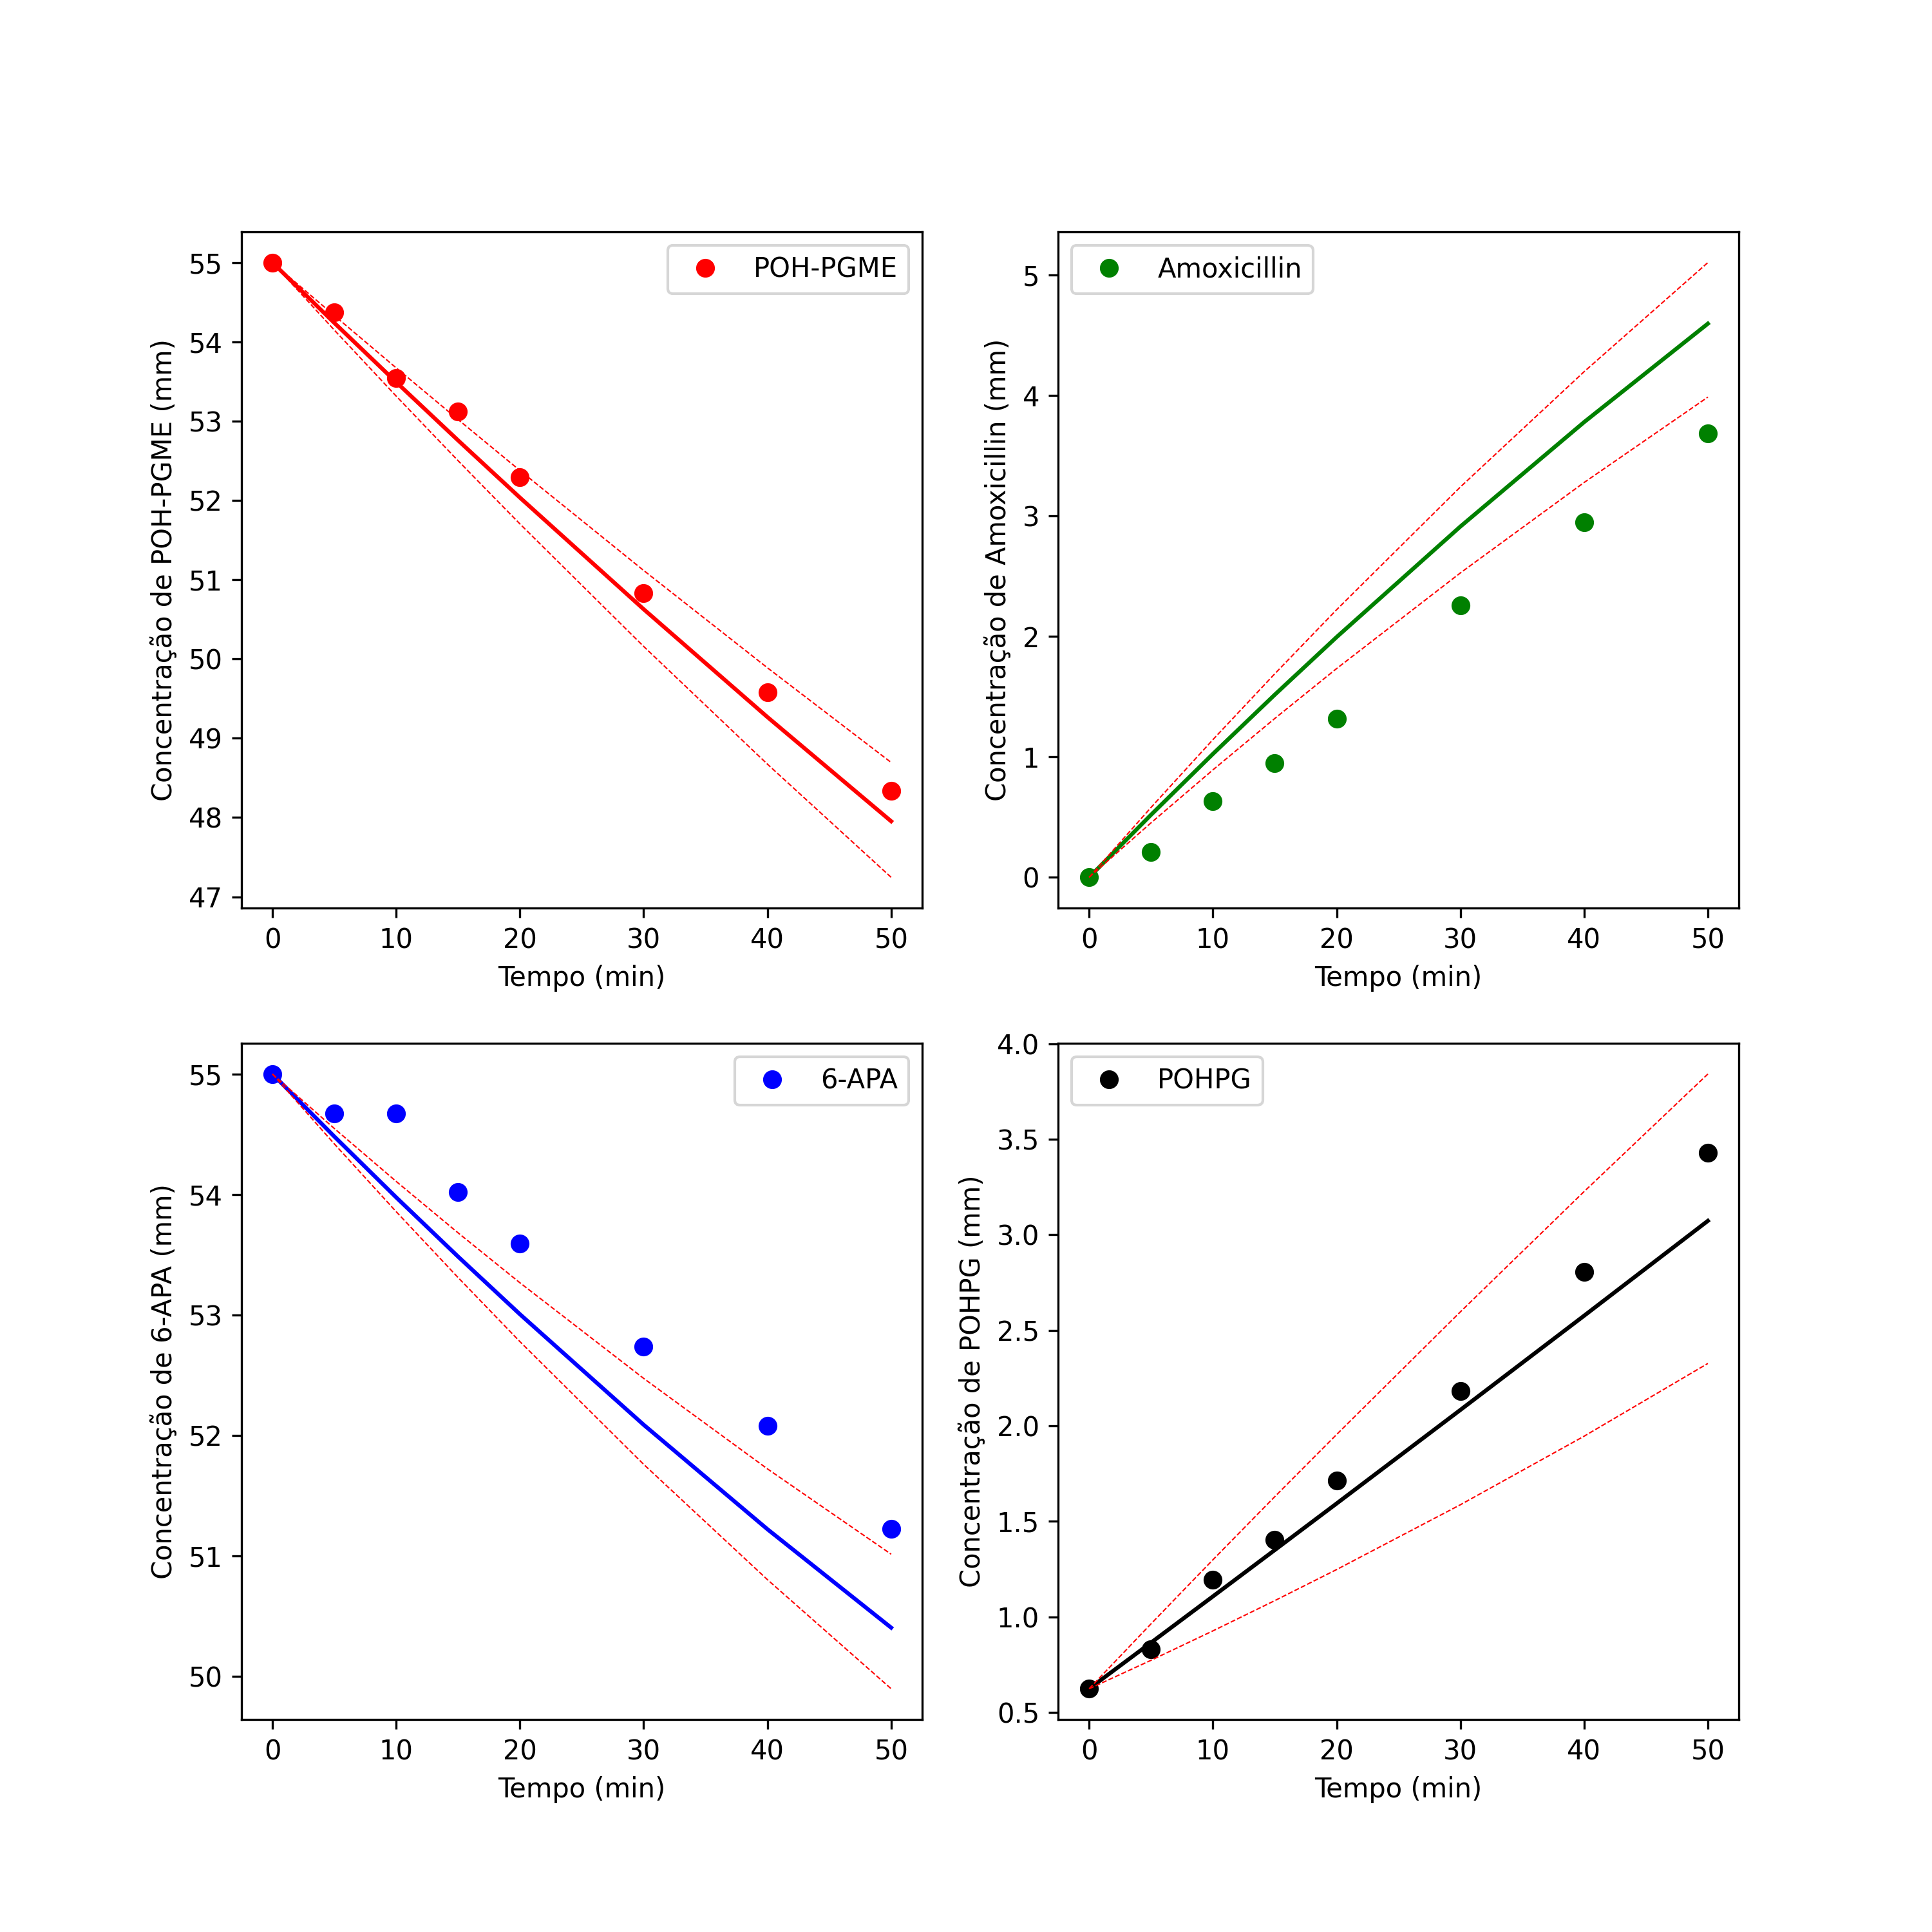 POH-PGME
55
54
53
52
51
50
49
48
47
Concentração de POH-PGME (mm)
0 10 20 30 40 50
Tempo (min)
Amoxicillin
5
4
3
2
1
0
Concentração de Amoxicillin (mm)
0 10 20 30 40 50
Tempo (min)
6-APA
55
54
53
52
51
50
Concentração de 6-APA (mm)
0 10 20 30 40 50
Tempo (min)
POHPG
4.0
3.5
3.0
2.5
2.0
1.5
1.0
0.5
Concentração de POHPG (mm)
0 10 20 30 40 50
Tempo (min)